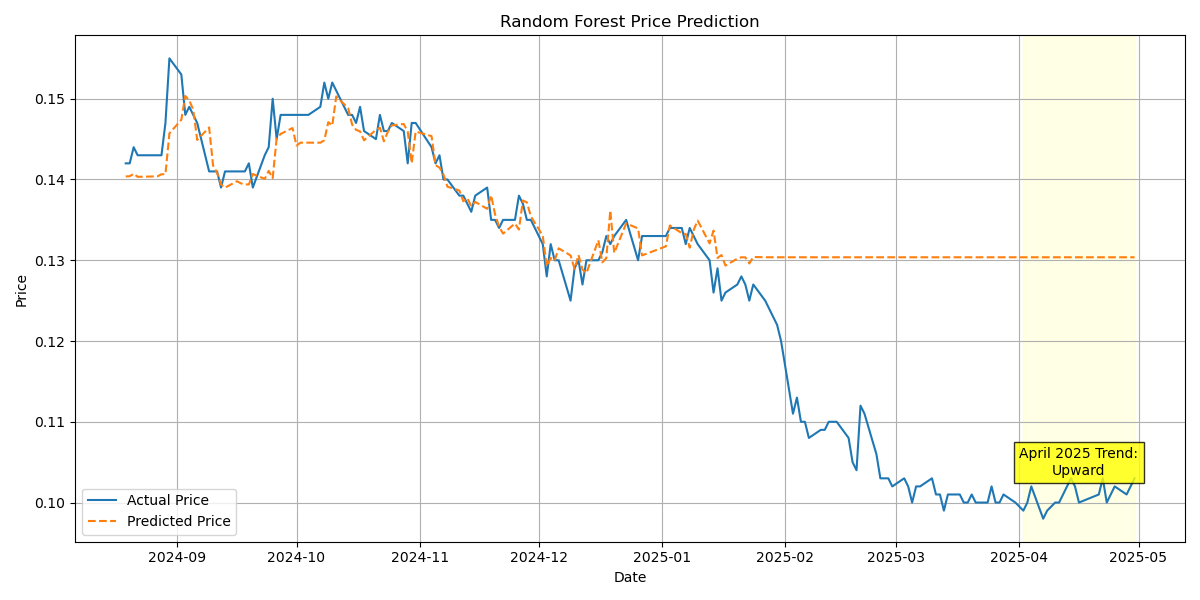 Random Forest Price Prediction
Price
0.15
0.14
0.13
0.12
0.11
0.10
April 2025 Trend:
Upward
Actual Price
Predicted Price
2024-09
2024-10
2024-11
2024-12
2025-01
2025-02
2025-03
2025-04
2025-05
Date